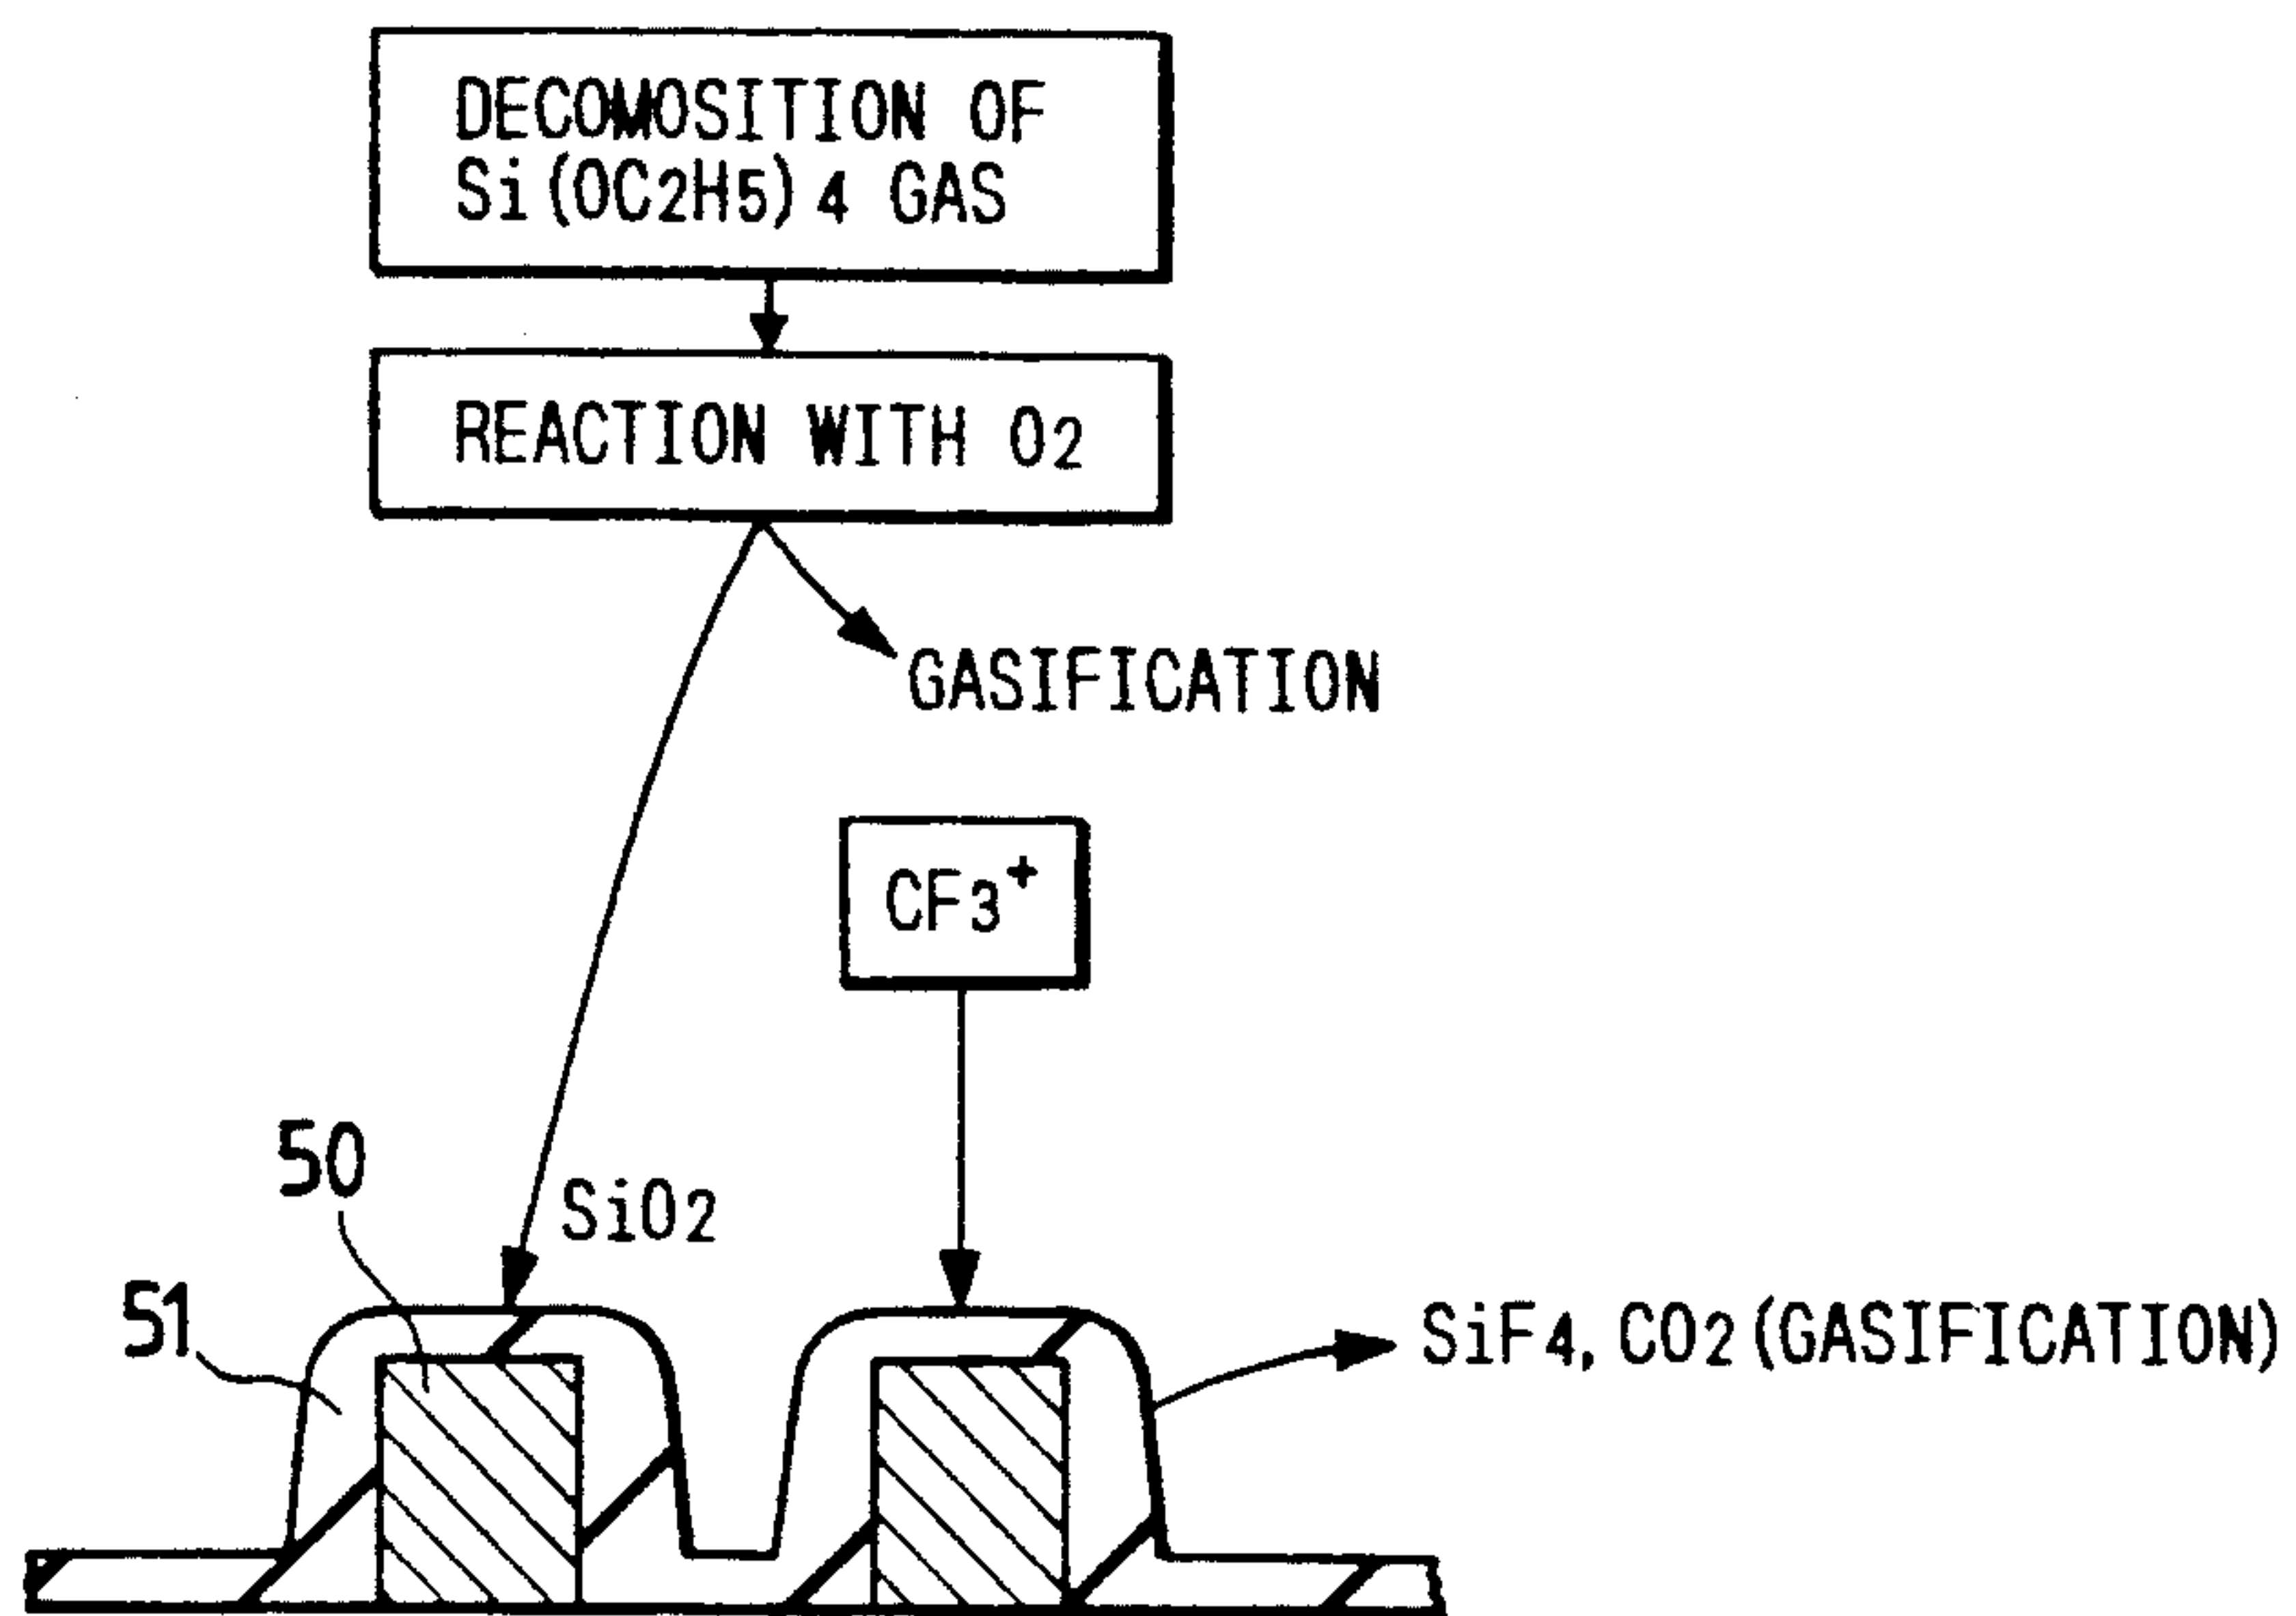 DECOMOSITION OF
Si(OC2H5)4 GAS
REACTION WITH O2
GASIFICATION
CF3+
50
SiO2
51
SiF4, CO2(GASIFICATION)